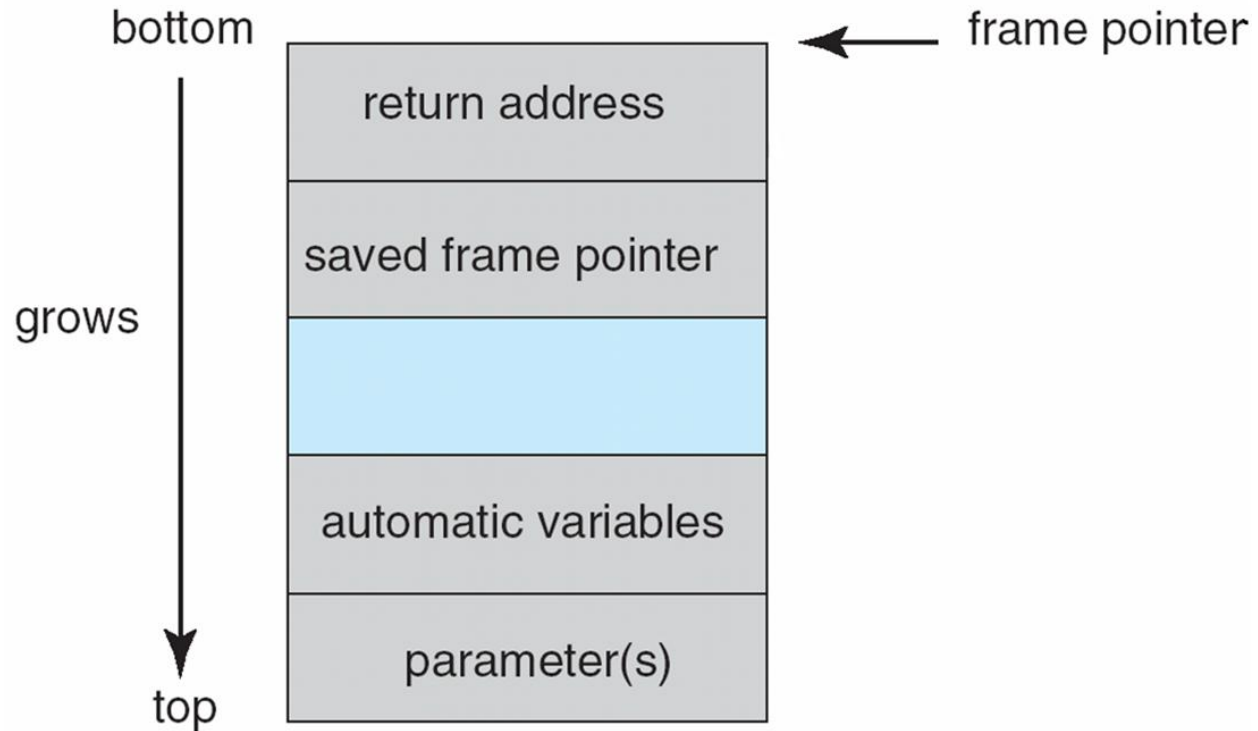 bottom
frame pointer
return address
saved frame pointer
grows
automatic variables
parameter(s)
top